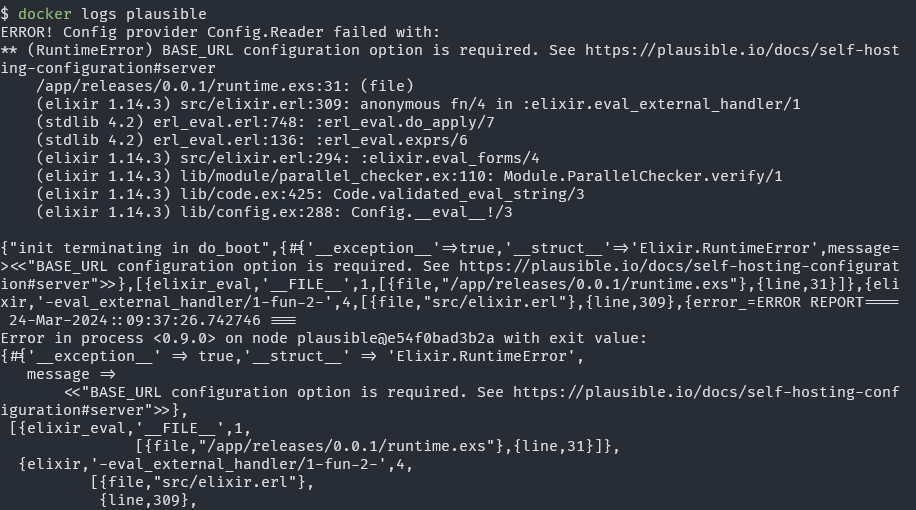 $ docker logs plausible
ERROR! Config provider Config.Reader failed with:
** (RuntimeError) BASE_URL configuration option is required. See https://plausible.io/docs/self-host
ing-configuration#server
    /app/releases/0.0.1/runtime.exs:31: (file)
    (elixir 1.14.3) src/elixir.erl:309: anonymous fn/4 in :elixir.eval_external_handler/1
    (stdlib 4.2) erl_eval.erl:748: :erl_eval.do_apply/7
    (stdlib 4.2) erl_eval.erl:136: :erl_eval.exprs/6
    (elixir 1.14.3) src/elixir.erl:294: :elixir.eval_forms/4
    (elixir 1.14.3) lib/module/parallel_checker.ex:110: Module.ParallelChecker.verify/1
    (elixir 1.14.3) lib/code.ex:425: Code.validated_eval_string/3
    (elixir 1.14.3) lib/config.ex:288: Config.__eval__!/3

{"init terminating in do_boot",{#{'__exception__'=>true,'__struct__'=>'Elixir.RuntimeError',message=
><<"BASE_URL configuration option is required. See https://plausible.io/docs/self-hosting-configurat
ion#server">>},[{elixir_eval,'__FILE__',1,[{file,"/app/releases/0.0.1/runtime.exs"},{line,31}]},{eli
xir,'-eval_external_handler/1-fun-2-',4,[{file,"src/elixir.erl"},{line,309},{error_=ERROR REPORT====
 24-Mar-2024::09:37:26.742746 ===
Error in process <0.9.0> on node plausible@e54f0bad3b2a with exit value:
{#{'__exception__' => true,'__struct__' => 'Elixir.RuntimeError',
   message =>
       <<"BASE_URL configuration option is required. See https://plausible.io/docs/self-hosting-conf
iguration#server">>},
 [{elixir_eval,'__FILE__',1,
               [{file,"/app/releases/0.0.1/runtime.exs"},{line,31}]},
  {elixir,'-eval_external_handler/1-fun-2-',4,
          [{file,"src/elixir.erl"},
           {line,309},